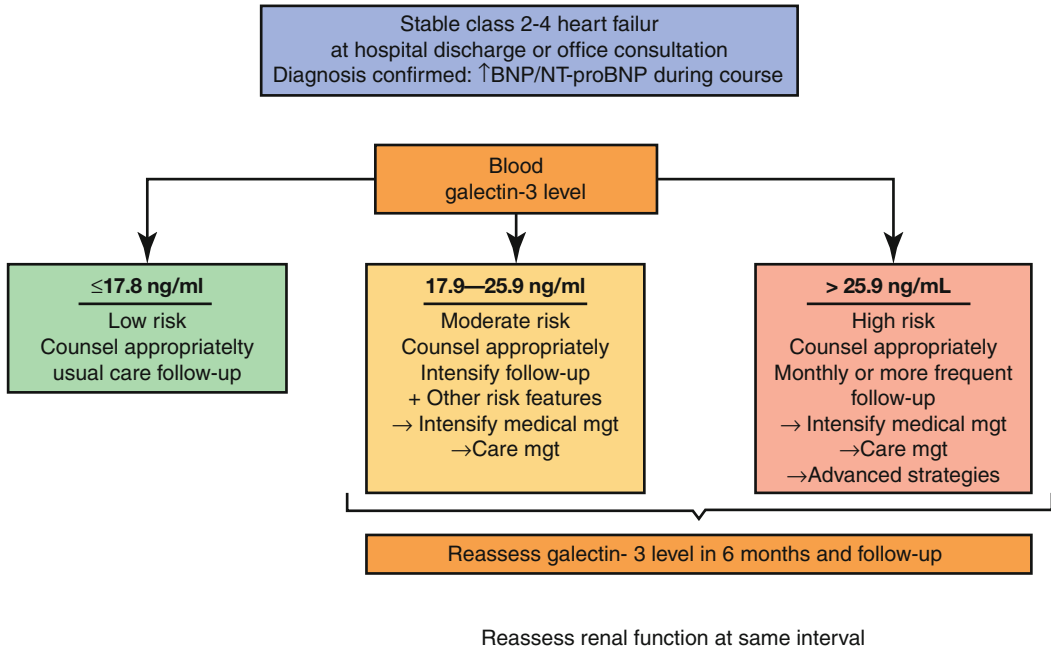 Stable class 2-4 heart failur
at hospital discharge or office consultation
Diagnosis confirmed: ↑BNP/NT-proBNP during course
Blood
galectin-3 level
≤17.8 ng/ml
Low risk
Counsel appropriatelty
usual care follow-up
17.9—25.9 ng/ml
Moderate risk
Counsel appropriately
Intensify follow-up
+ Other risk features
→ Intensify medical mgt
→Care mgt
> 25.9 ng/mL
High risk
Counsel appropriately
Monthly or more frequent
follow-up
→ Intensify medical mgt
→Care mgt
→Advanced strategies
Reassess galectin- 3 level in 6 months and follow-up
Reassess renal function at same interval